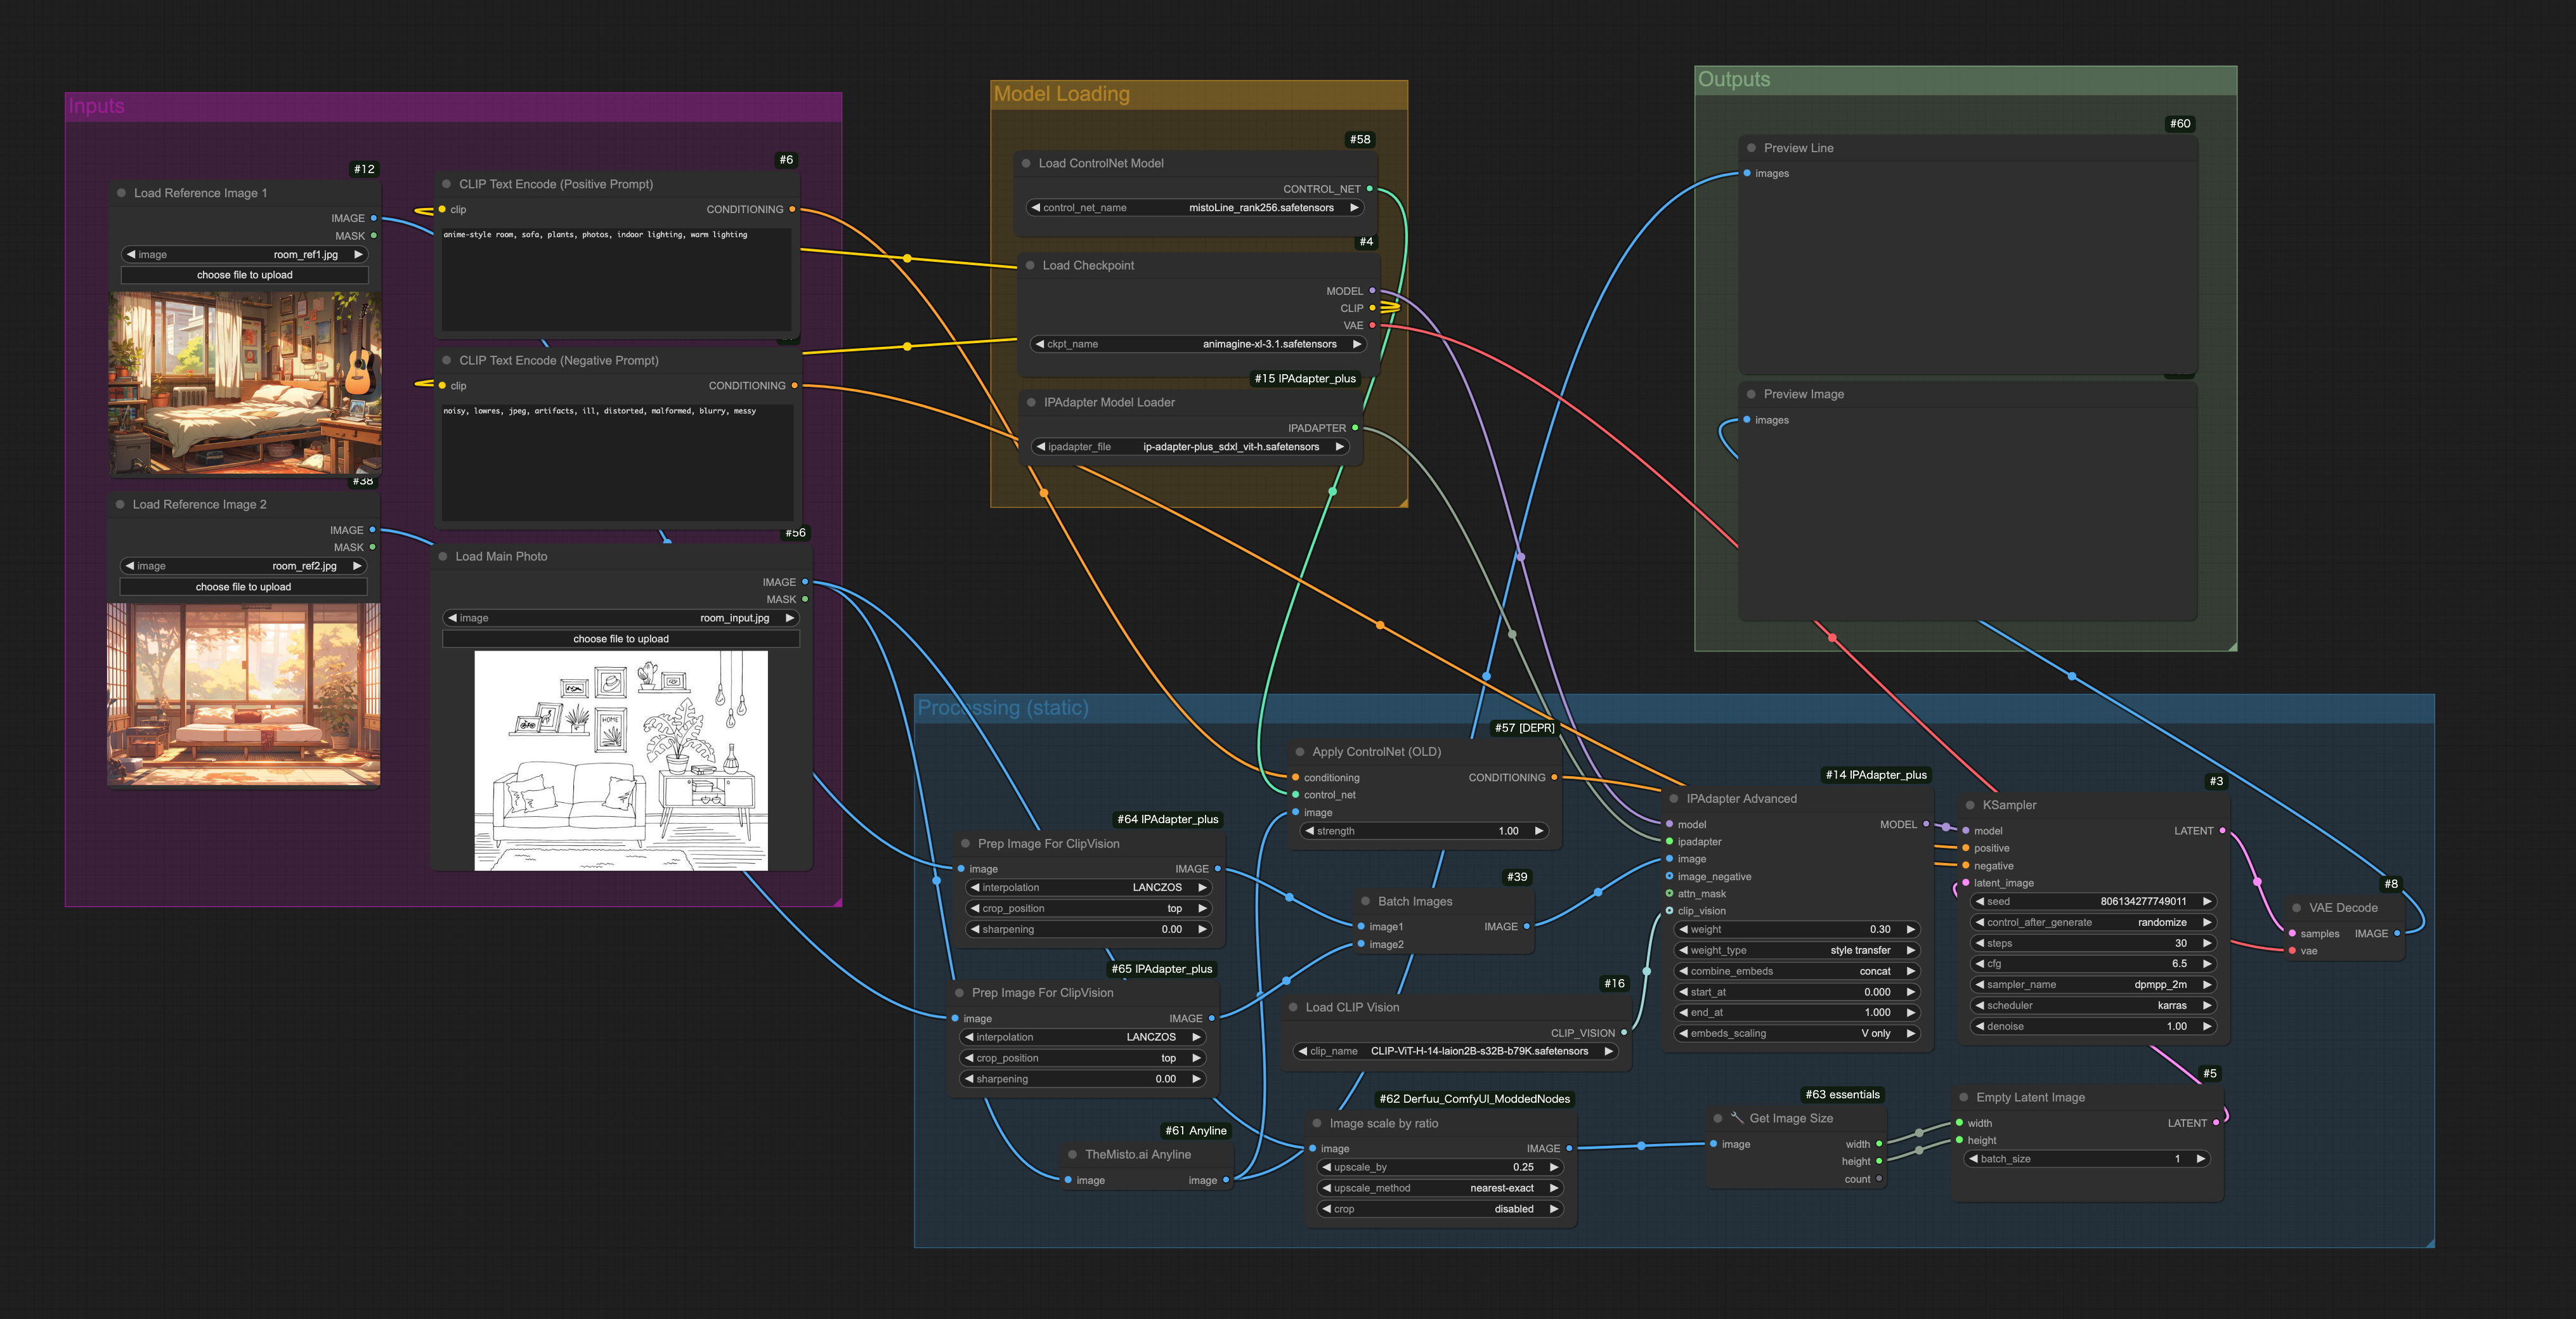 Inputs
#12
Load Reference Image 1
IMAGE
MASK
image room_ref1.jpg
choose file to upload
#38
Load Reference Image 2
IMAGE
MASK
image room_ref2.jpg
choose file to upload
#6
CLIP Text Encode (Positive Prompt)
clip CONDITIONING
anime-style room, sofa, plants, photos, indoor lighting, warm lighting
CLIP Text Encode (Negative Prompt)
clip CONDITIONING
noisy, lowres, jpeg, artifacts, ill, distorted, malformed, blurry, messy
#56
Load Main Photo
IMAGE
MASK
image room_input.jpg
choose file to upload
HOME
Model Loading
#58
Load ControlNet Model
CONTROL_NET
control_net_name mistoLine_rank256.safetensors
#4
Load Checkpoint
MODEL
CLIP
VAE
ckpt_name animagine-xl-3.1.safetensors
#15 IPAdapter_plus
IPAdapter Model Loader
IPADAPTER
ipadapter_file ip-adapter-plus_sdxl_vit-h.safetensors
Outputs
#60
Preview Line
images
Preview Image
images
Processing (static)
#64 IPAdapter_plus
Prep Image For ClipVision
image IMAGE
interpolation LANCZOS
crop_position top
sharpening 0.00
#65 IPAdapter_plus
Prep Image For ClipVision
image IMAGE
interpolation LANCZOS
crop_position top
sharpening 0.00
#61 Anyline
TheMisto.ai Anyline
image image
#57 [DEPR]
Apply ControlNet (OLD)
conditioning CONDITIONING
control_net
image
strength 1.00
#39
Batch Images
image1 IMAGE
image2
#16
Load CLIP Vision
CLIP_VISION
clip_name CLIP-ViT-H-14-laion2B-s32B-b79K.safetensors
#62 Derfuu_ComfyUI_ModdedNodes
Image scale by ratio
image IMAGE
upscale_by 0.25
upscale_method nearest-exact
crop disabled
#14 IPAdapter_plus
IPAdapter Advanced
model MODEL
ipadapter
image
image_negative
attn_mask
clip_vision
weight 0.30
weight_type style transfer
combine_embeds concat
start_at 0.000
end_at 1.000
embeds_scaling V only
#63 essentials
Get Image Size
image width
height
count
#3
KSampler
model LATENT
positive
negative
latent_image
seed 806134277749011
control_after_generate randomize
steps 30
cfg 6.5
sampler_name dpmpp_2m
scheduler karras
denoise 1.00
#5
Empty Latent Image
width LATENT
height
batch_size 1
#8
VAE Decode
samples IMAGE
vae